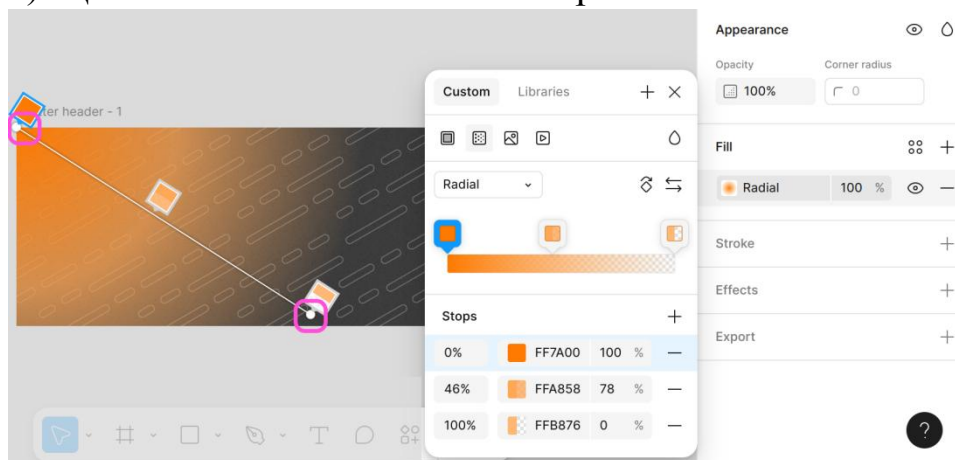 Appearance
Opacity Corner radius
100% 0
ter header - 1
Custom Libraries
Fill
Radial
Radial 100 %
Stroke
Effects
Stops
Export
0% FF7A00 100 %
46% FFA858 78 %
100% FFB876 0 %
T
?